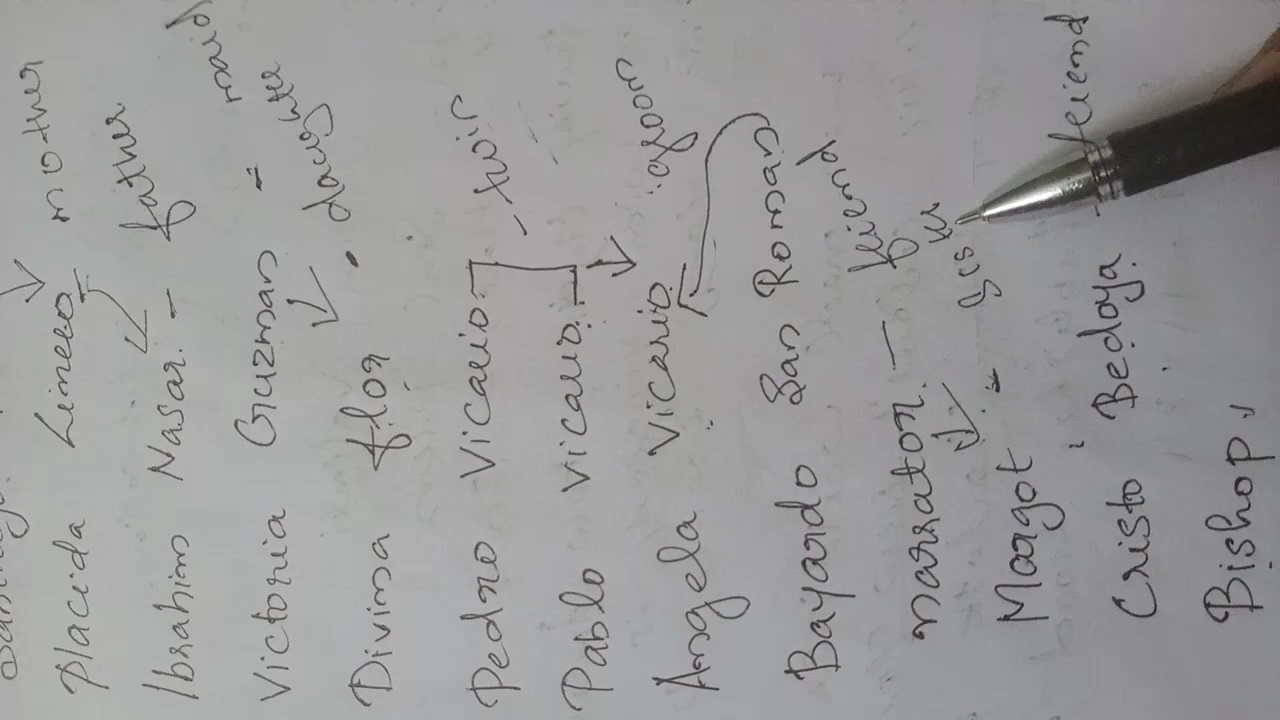 Placida Linero mother
Ibrahim Nasar. - father
Victoria Guzman - maid
Divina flor daughter
Pedro Vicario - twin
Pablo vicario.
Angela Vicario groom
Bayardo San Roman
narrator. - friend
Margot - sis
Cristo Bedoya - friend
Bishop